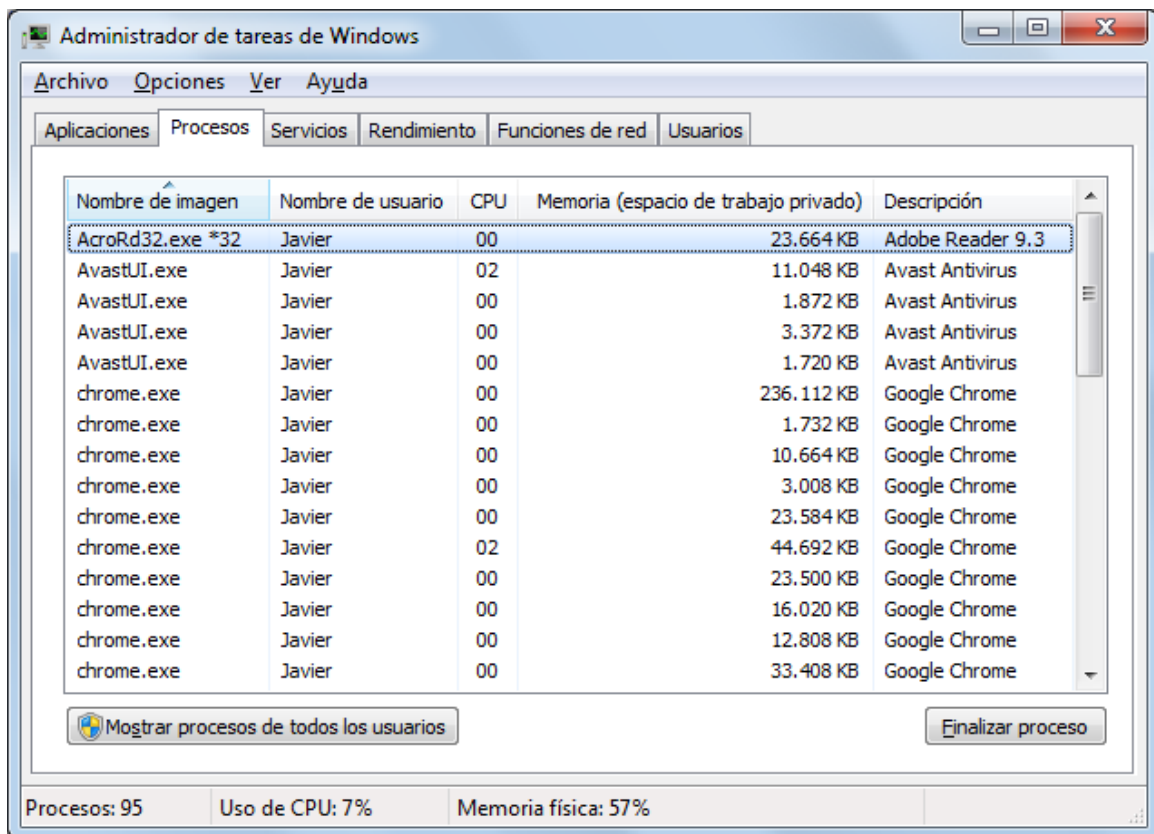 Administrador de tareas de Windows
Archivo Opciones Ver Ayuda
Aplicaciones Procesos Servicios Rendimiento Funciones de red Usuarios
Nombre de imagen Nombre de usuario CPU Memoria (espacio de trabajo privado) Descripción
AcroRd32.exe *32 Javier 00 23.664 KB Adobe Reader 9.3
AvastUI.exe Javier 02 11.048 KB Avast Antivirus
AvastUI.exe Javier 00 1.872 KB Avast Antivirus
AvastUI.exe Javier 00 3.372 KB Avast Antivirus
AvastUI.exe Javier 00 1.720 KB Avast Antivirus
chrome.exe Javier 00 236.112 KB Google Chrome
chrome.exe Javier 00 1.732 KB Google Chrome
chrome.exe Javier 00 10.664 KB Google Chrome
chrome.exe Javier 00 3.008 KB Google Chrome
chrome.exe Javier 00 23.584 KB Google Chrome
chrome.exe Javier 02 44.692 KB Google Chrome
chrome.exe Javier 00 23.500 KB Google Chrome
chrome.exe Javier 00 16.020 KB Google Chrome
chrome.exe Javier 00 12.808 KB Google Chrome
chrome.exe Javier 00 33.408 KB Google Chrome
Mostrar procesos de todos los usuarios Finalizar proceso
Procesos: 95 Uso de CPU: 7% Memoria física: 57%